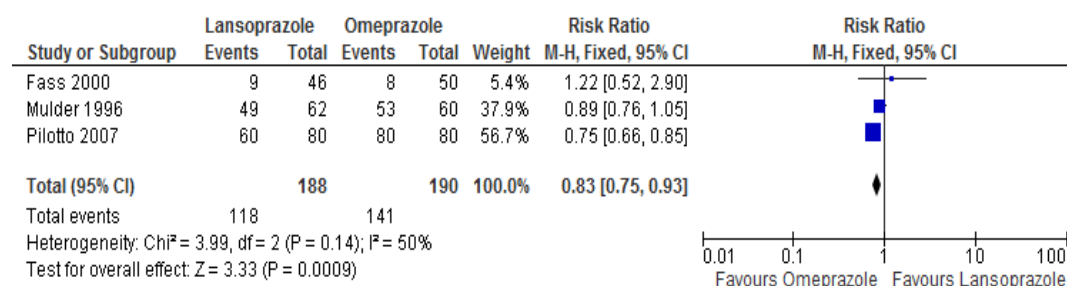 Lansoprazole Omeprazole Risk Ratio Risk Ratio
Study or Subgroup Events Total Events Total Weight M-H, Fixed, 95% CI M-H, Fixed, 95% CI
Fass 2000 9 46 8 50 5.4% 1.22 [0.52, 2.90]
Mulder 1996 49 62 53 60 37.9% 0.89 [0.76, 1.05]
Pilotto 2007 60 80 80 80 56.7% 0.75 [0.66, 0.85]
Total (95% CI) 188 190 100.0% 0.83 [0.75, 0.93]
Total events 118 141
Heterogeneity: Chi² = 3.99, df = 2 (P = 0.14); I² = 50%
Test for overall effect: Z = 3.33 (P = 0.0009)
0.01 0.1 1 10 100
Favours Omeprazole Favours Lansoprazole